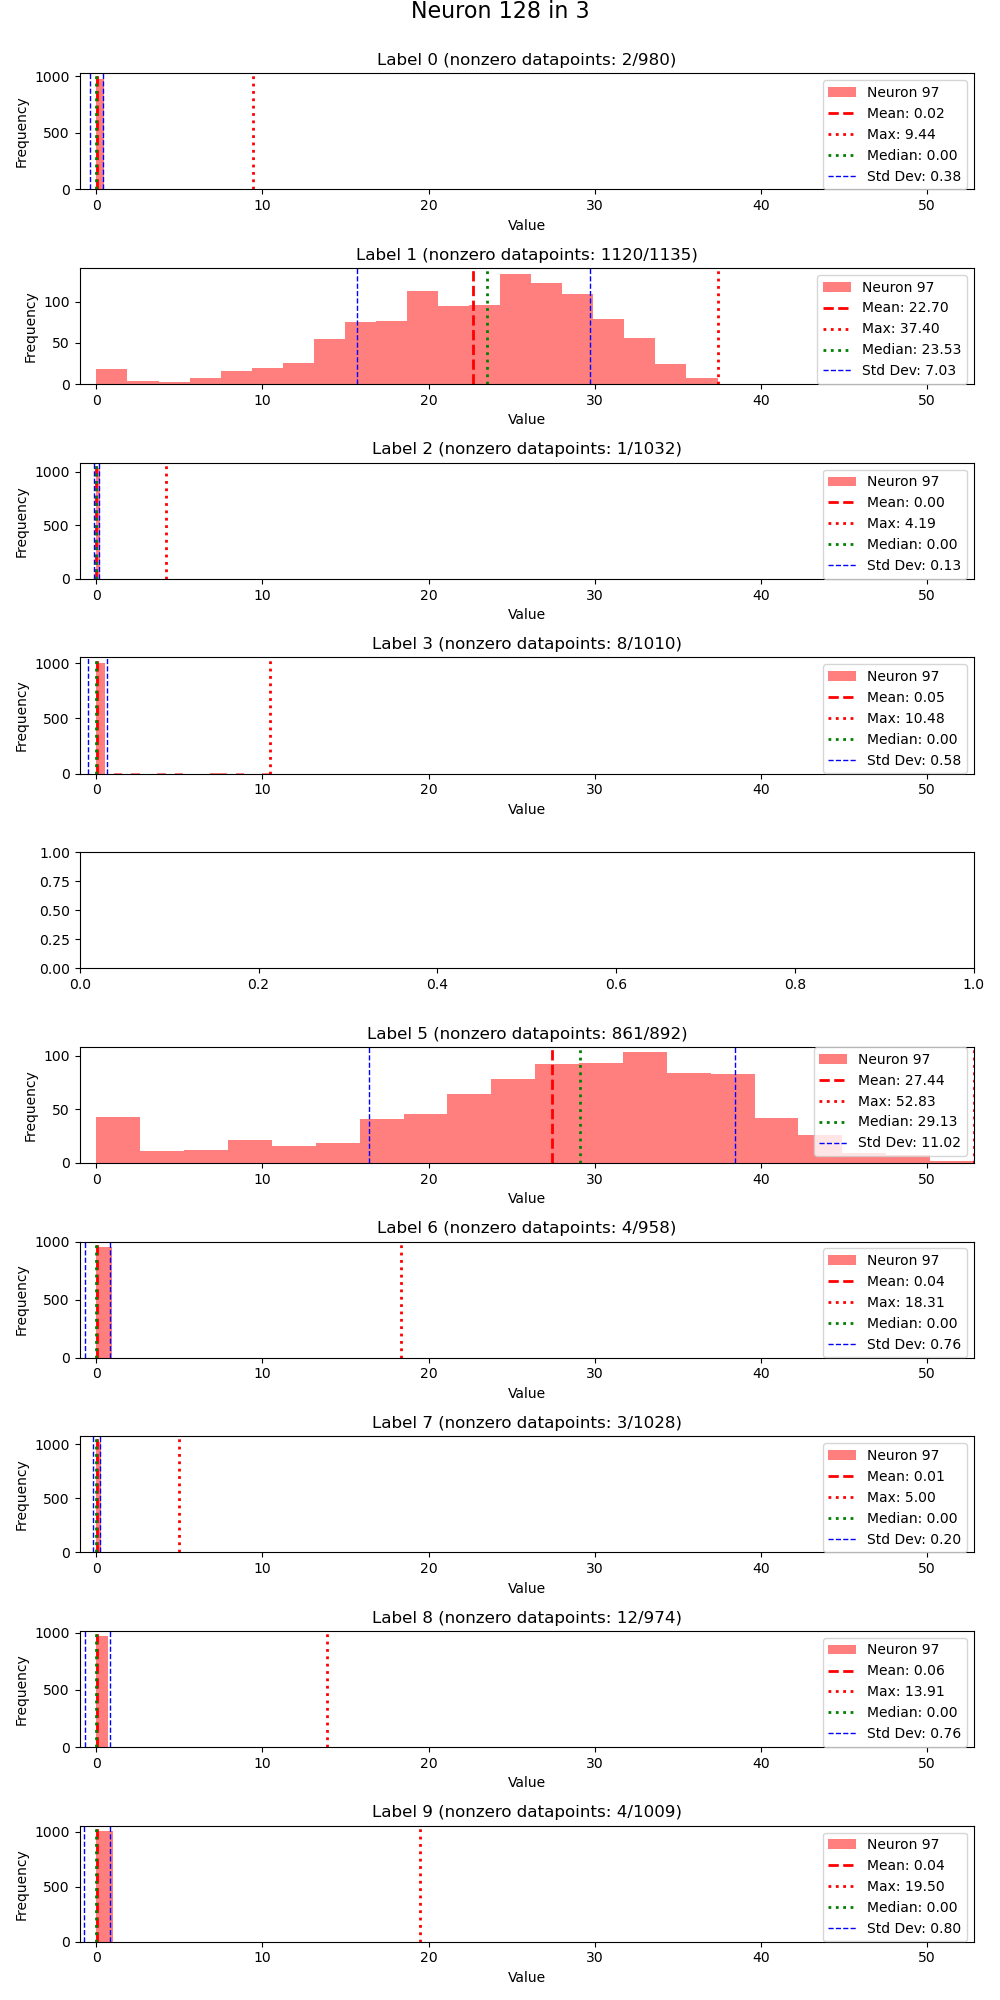 Neuron 128 in 3
Label 0 (nonzero datapoints: 2/980)
1000
500
0
Frequency
Neuron 97
Mean: 0.02
Max: 9.44
Median: 0.00
Std Dev: 0.38
0 10 20 30 40 50
Value
Label 1 (nonzero datapoints: 1120/1135)
100
50
0
Frequency
Neuron 97
Mean: 22.70
Max: 37.40
Median: 23.53
Std Dev: 7.03
0 10 20 30 40 50
Value
Label 2 (nonzero datapoints: 1/1032)
1000
500
0
Frequency
Neuron 97
Mean: 0.00
Max: 4.19
Median: 0.00
Std Dev: 0.13
0 10 20 30 40 50
Value
Label 3 (nonzero datapoints: 8/1010)
1000
500
0
Frequency
Neuron 97
Mean: 0.05
Max: 10.48
Median: 0.00
Std Dev: 0.58
0 10 20 30 40 50
Value
1.00
0.75
0.50
0.25
0.00
0.0 0.2 0.4 0.6 0.8 1.0
Label 5 (nonzero datapoints: 861/892)
100
50
0
Frequency
Neuron 97
Mean: 27.44
Max: 52.83
Median: 29.13
Std Dev: 11.02
0 10 20 30 40 50
Value
Label 6 (nonzero datapoints: 4/958)
1000
500
0
Frequency
Neuron 97
Mean: 0.04
Max: 18.31
Median: 0.00
Std Dev: 0.76
0 10 20 30 40 50
Value
Label 7 (nonzero datapoints: 3/1028)
1000
500
0
Frequency
Neuron 97
Mean: 0.01
Max: 5.00
Median: 0.00
Std Dev: 0.20
0 10 20 30 40 50
Value
Label 8 (nonzero datapoints: 12/974)
1000
500
0
Frequency
Neuron 97
Mean: 0.06
Max: 13.91
Median: 0.00
Std Dev: 0.76
0 10 20 30 40 50
Value
Label 9 (nonzero datapoints: 4/1009)
1000
500
0
Frequency
Neuron 97
Mean: 0.04
Max: 19.50
Median: 0.00
Std Dev: 0.80
0 10 20 30 40 50
Value